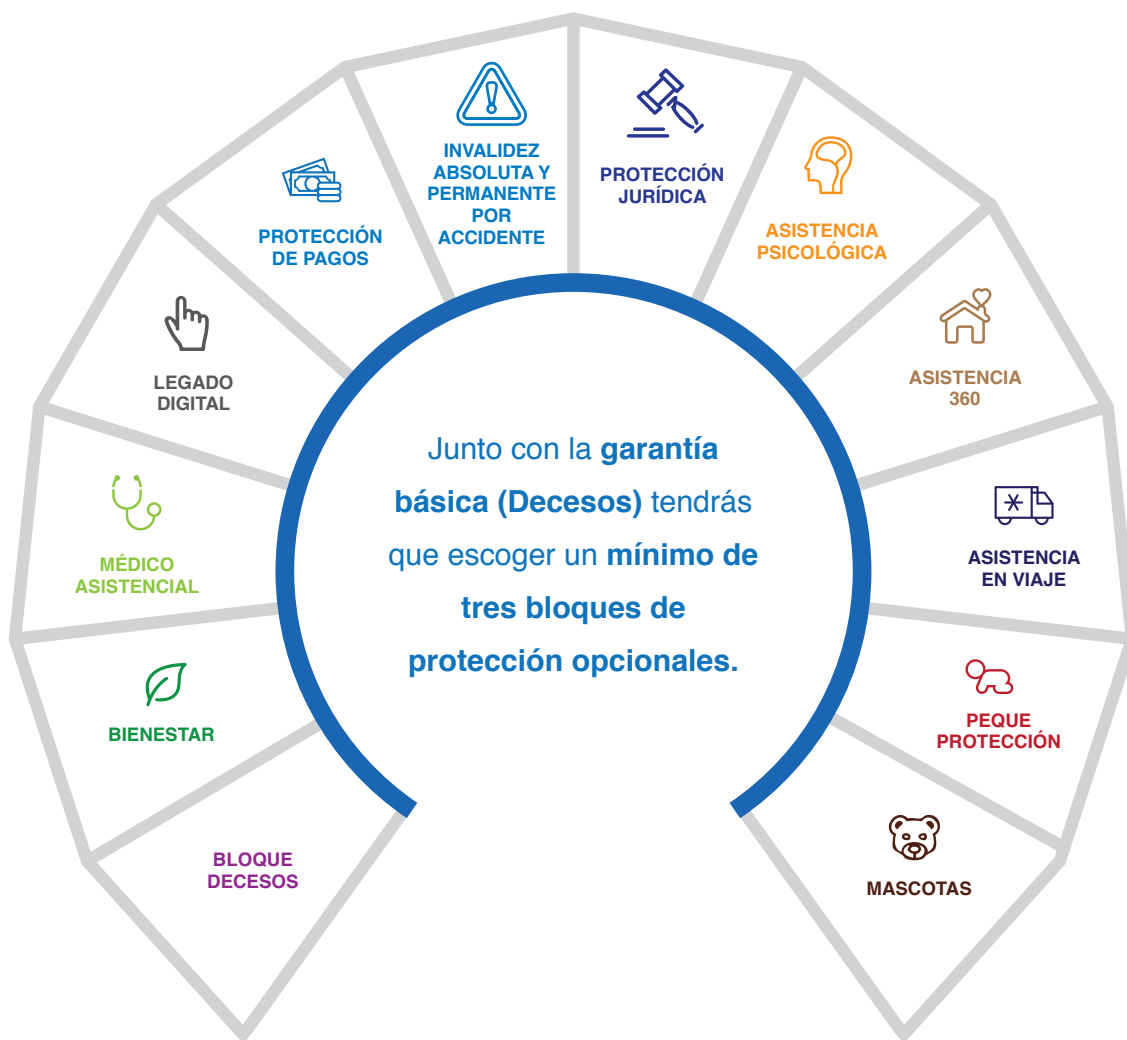 INVALIDEZ
ABSOLUTA Y
PERMANENTE
POR
ACCIDENTE
PROTECCIÓN
JURÍDICA
PROTECCIÓN
DE PAGOS
ASISTENCIA
PSICOLÓGICA
LEGADO
DIGITAL
ASISTENCIA
360
MÉDICO
ASISTENCIAL
ASISTENCIA
EN VIAJE
BIENESTAR
PEQUE
PROTECCIÓN
BLOQUE
DECESOS
MASCOTAS
Junto con la garantía
básica (Decesos) tendrás
que escoger un mínimo de
tres bloques de
protección opcionales.